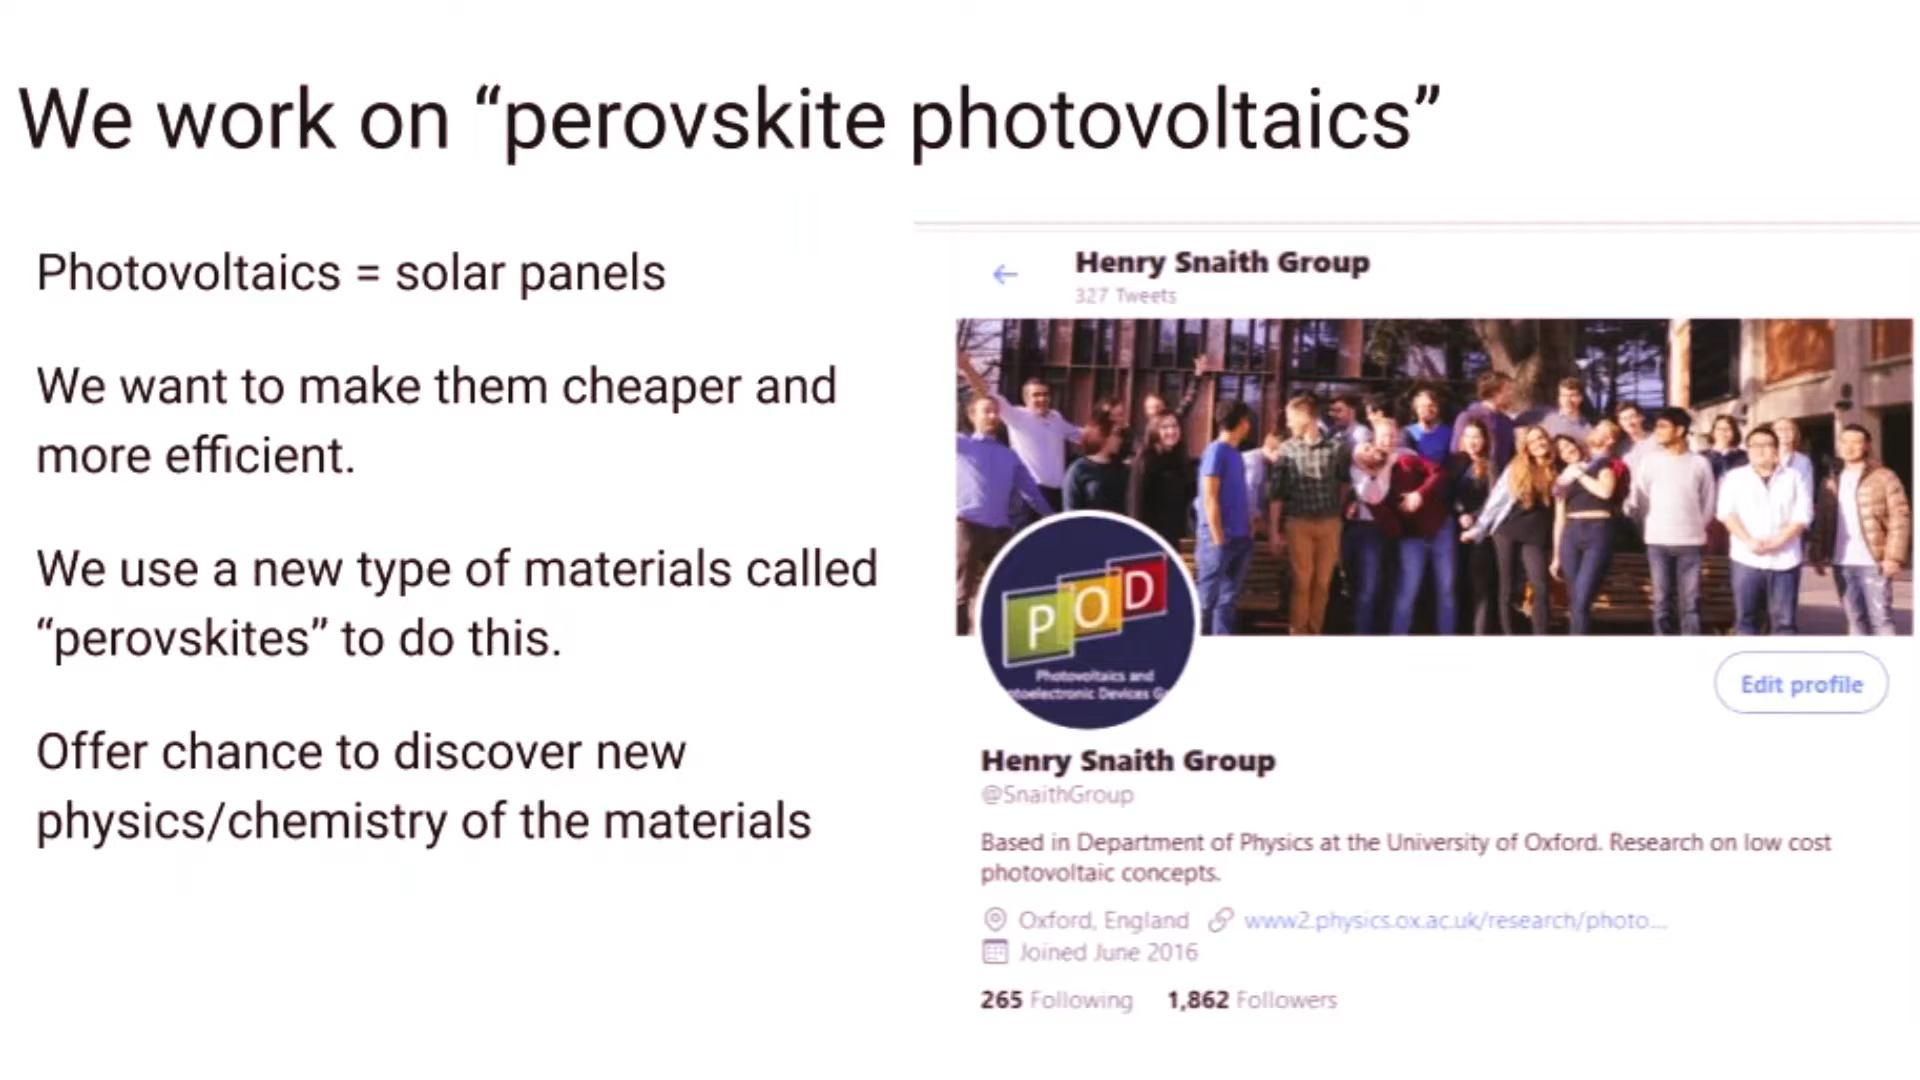 We work on “perovskite photovoltaics”
Photovoltaics = solar panels
We want to make them cheaper and
more efficient.
We use a new type of materials called
“perovskites” to do this.
Offer chance to discover new
physics/chemistry of the materials
Henry Snaith Group
327 Tweets
POD
Photovoltaics and
toelectronic Devices G
Edit profile
Henry Snaith Group
@SnaithGroup
Based in Department of Physics at the University of Oxford. Research on low cost
photovoltaic concepts.
Oxford, England www2.physics.ox.ac.uk/research/photo...
Joined June 2016
265 Following 1,862 Followers